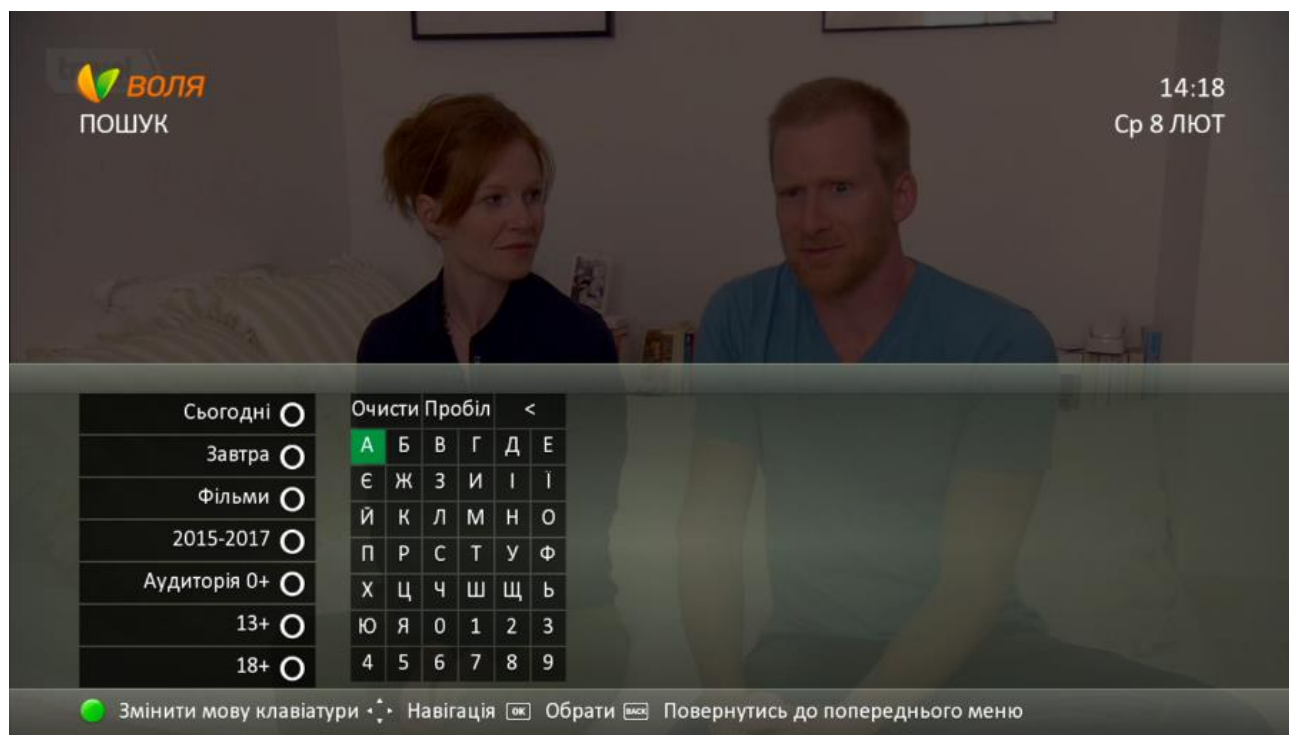 воля
ПОШУК
14:18
Ср 8 ЛЮТ
Сьогодні
Завтра
Фільми
2015-2017
Аудиторія 0+
13+
18+
Очисти Пробіл <
А Б В Г Д Е
Є Ж З И І Ї
Й К Л М Н О
П Р С Т У Ф
Х Ц Ч Ш Щ Ь
Ю Я 0 1 2 3
4 5 6 7 8 9
Змінити мову клавіатури Навігація OK Обрати BACK Повернутись до попереднього меню